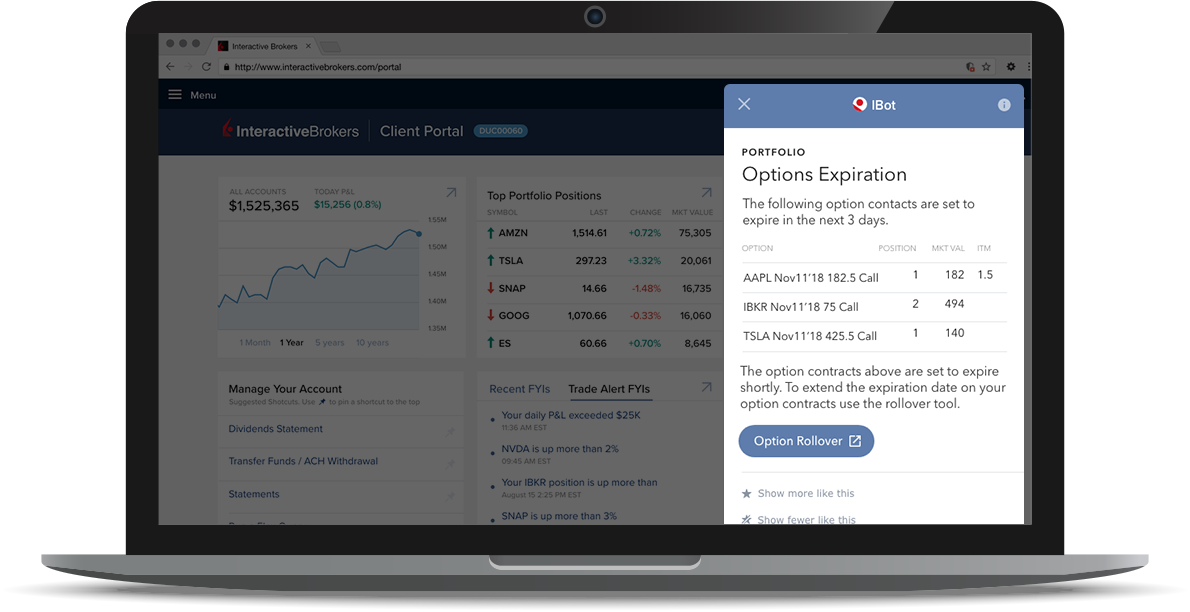 Interactive Brokers
http://www.interactivebrokers.com/portal
Menu
InteractiveBrokers
Client Portal
DUC00060
ALL ACCOUNTS TODAY P&L
$1,525,365 $15,256 (0.8%)
1.55M
1.50M
1.45M
1.40M
1.35M
1 Month 1 Year 5 years 10 years
Top Portfolio Positions
SYMBOL LAST CHANGE MKT VALUE
AMZN 1,514.61 +0.72% 75,305
TSLA 297.23 +3.32% 20,061
SNAP 14.66 -1.48% 16,735
GOOG 1,070.66 -0.33% 16,060
ES 60.66 +0.70% 8,645
Manage Your Account
Suggested Shotcuts. Use to pin a shortcut to the top
Dividends Statement
Transfer Funds / ACH Withdrawal
Statements
Recent FYIs Trade Alert FYIs
Your daily P&L exceeded $25K
11:36 AM EST
NVDA is up more than 2%
09:45 AM EST
Your IBKR position is up more than
August 15 2:25 PM EST
SNAP is up more than 3%
IBot
PORTFOLIO
Options Expiration
The following option contacts are set to
expire in the next 3 days.
OPTION POSITION MKT VAL ITM
AAPL Nov11'18 182.5 Call 1 182 1.5
IBKR Nov11'18 75 Call 2 494
TSLA Nov11'18 425.5 Call 1 140
The option contracts above are set to expire
shortly. To extend the expiration date on your
option contracts use the rollover tool.
Option Rollover
Show more like this
Show fewer like this